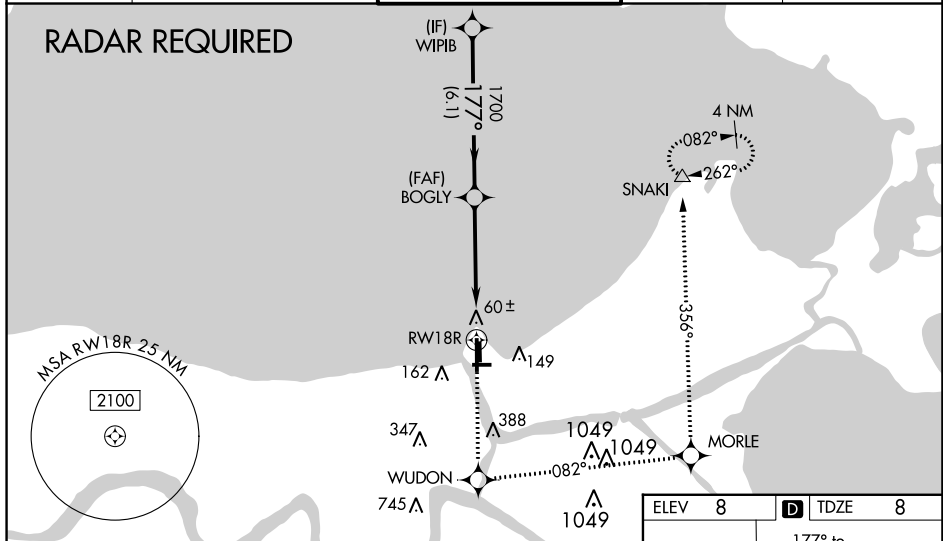 RADAR REQUIRED
(IF)
WIPIB
1700
177°
(6.1)
4 NM
082°
262°
SNAKI
(FAF)
BOGLY
356°
60±
RW18R
149
162
MSA RW18R 25 NM
2100
388
347
1049
1049
MORLE
082°
WUDON
745
1049
ELEV 8 D TDZE 8
177° to